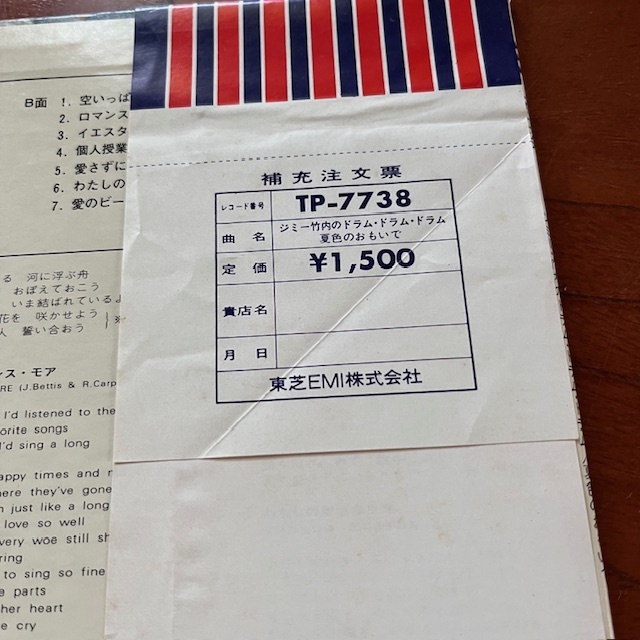 B面 1. 空いっぱ
2. ロマンス
3. イエスタ
4. 個人授業
5. 愛さずに
6. わたしの
7. 愛のビー
る 河に浮ぶ舟
おぼえておこう
いま結ばれているよ
花を 咲かせよう
人 誓い合おう ※
ンス・モア
RE (J.Bettis & R.Carp
I'd listened to the
vorite songs
I'd sing a long
appy times and n
here they've gone
n just like a long
love so well
very wōe still sh
ring
to sing so fine
e parts
her heart
e cry
補充注文票
レコード番号 TP-7738
曲名 ジミー竹内のドラム・ドラム・ドラム
夏色のおもいで
定価 ¥1,500
貴店名
月日
東芝EMI株式会社